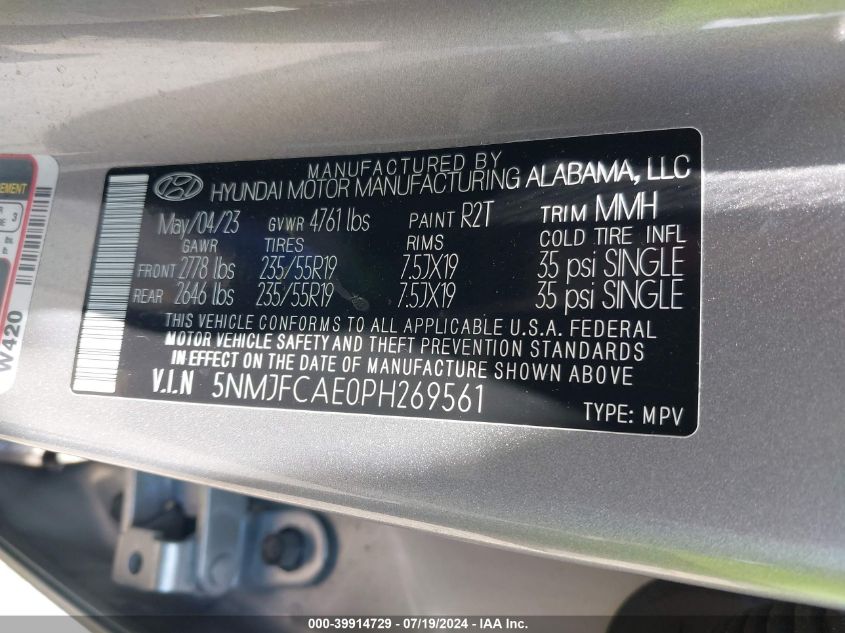 MANUFACTURED BY
HYUNDAI MOTOR MANUFACTURING ALABAMA, LLC
May/04/23 GVWR 4761 lbs PAINT R2T TRIM MMH
GAWR TIRES RIMS COLD TIRE INFL
FRONT 2778 lbs 235/55R19 7.5JX19 35 psi SINGLE
REAR 2646 lbs 235/55R19 7.5JX19 35 psi SINGLE
THIS VEHICLE CONFORMS TO ALL APPLICABLE U.S.A. FEDERAL
MOTOR VEHICLE SAFETY AND THEFT PREVENTION STANDARDS
IN EFFECT ON THE DATE OF MANUFACTURE SHOWN ABOVE.
V.I.N 5NMJFCAE0PH269561
TYPE: MPV
W420
000-39914729 - 07/19/2024 - IAA Inc.